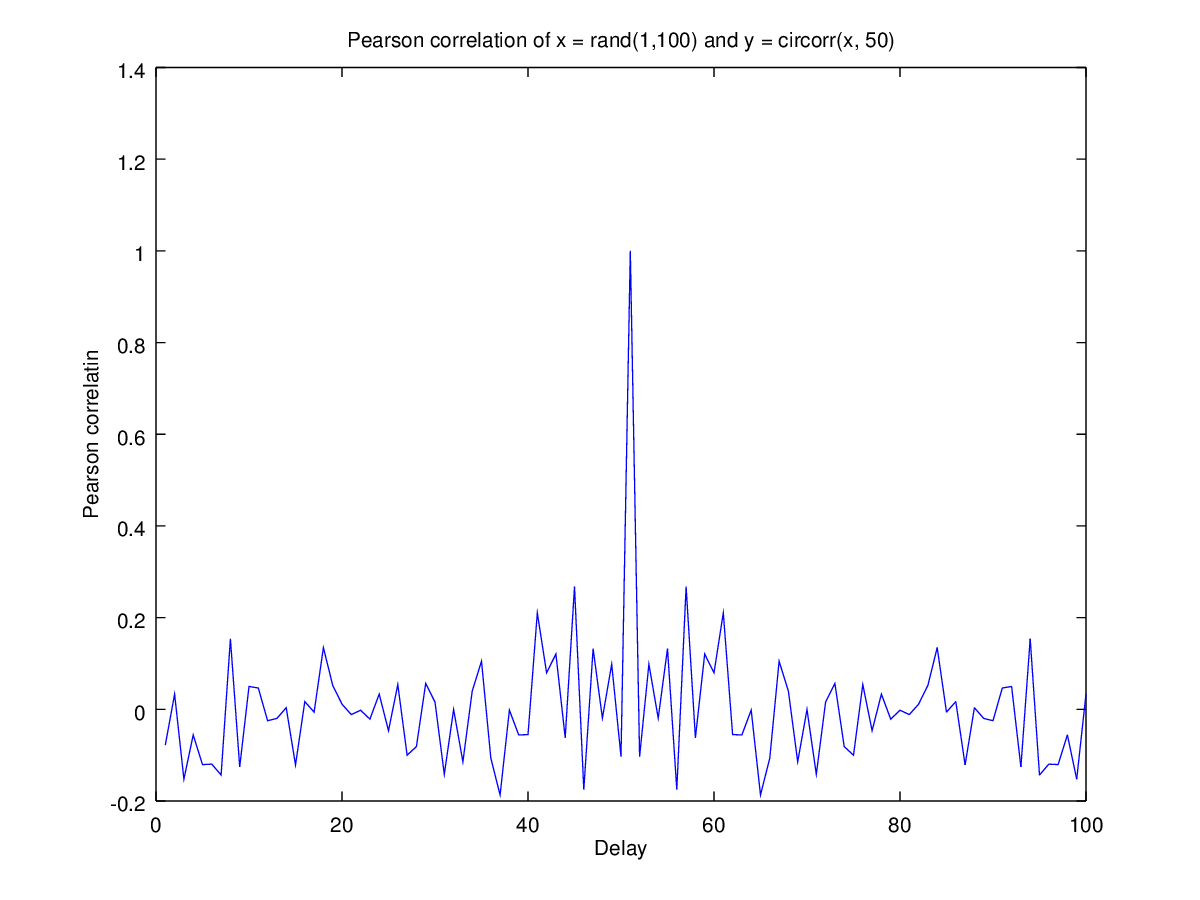 Pearson correlation of x = rand(1,100) and y = circorr(x, 50)
1.4
1.2
1
0.8
0.6
0.4
0.2
0
-0.2
Pearson correlatin
0 20 40 60 80 100
Delay